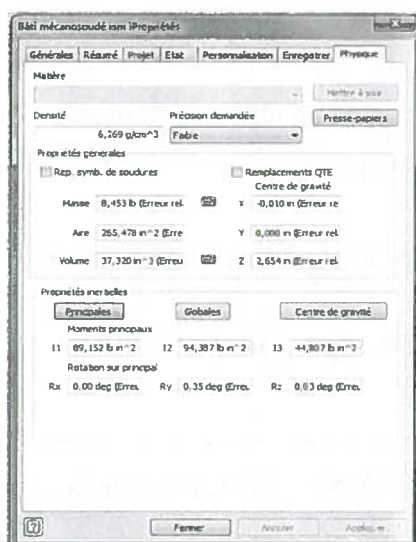 Bâti mécanosoudé iam iPropriétés
Générales Résumé Projet Etat Personnalisation Enregistrer Physique
Matière
Mettre à jour
Densité Précision demandée Presse-papiers
6,269 g/cm^3 Faible
Propriétés generales
Rep. symb. de soudures Remplacements QTE
Centre de gravité
Masse 8,453 lb (Erreur rel. X -0,010 in (Erreur re
Aire 265,478 in^2 (Erre Y 0,000 in (Erreur rel.
Volume 37,320 in^3 (Erreu Z 2,654 in (Erreur rel.
Propriétés inertielles
Principales Globales Centre de gravité
Moments principaux
I1 89,152 lb in^2 I2 94,387 lb in^2 I3 44,807 lb in^2
Rotation sur principal
Rx 0.00 deg (Erreu Ry 0.35 deg (Erreu Rz 0.03 deg (Erreu
? Fermer Annuler Appliquer